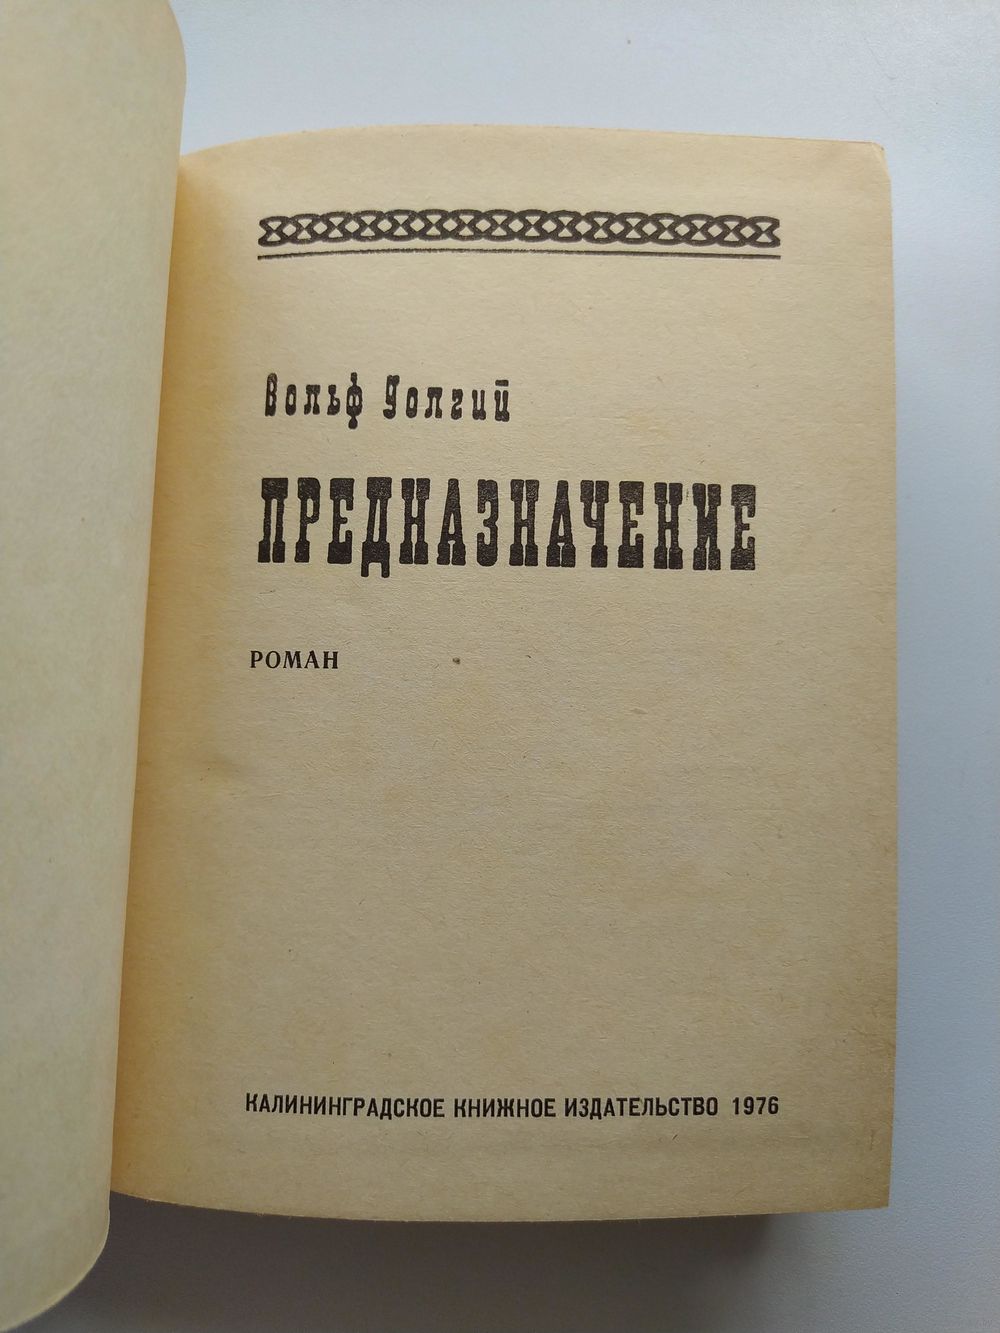 Вольф Долгий
ПРЕДНАЗНАЧЕНИЕ
РОМАН
КАЛИНИНГРАДСКОЕ КНИЖНОЕ ИЗДАТЕЛЬСТВО 1976